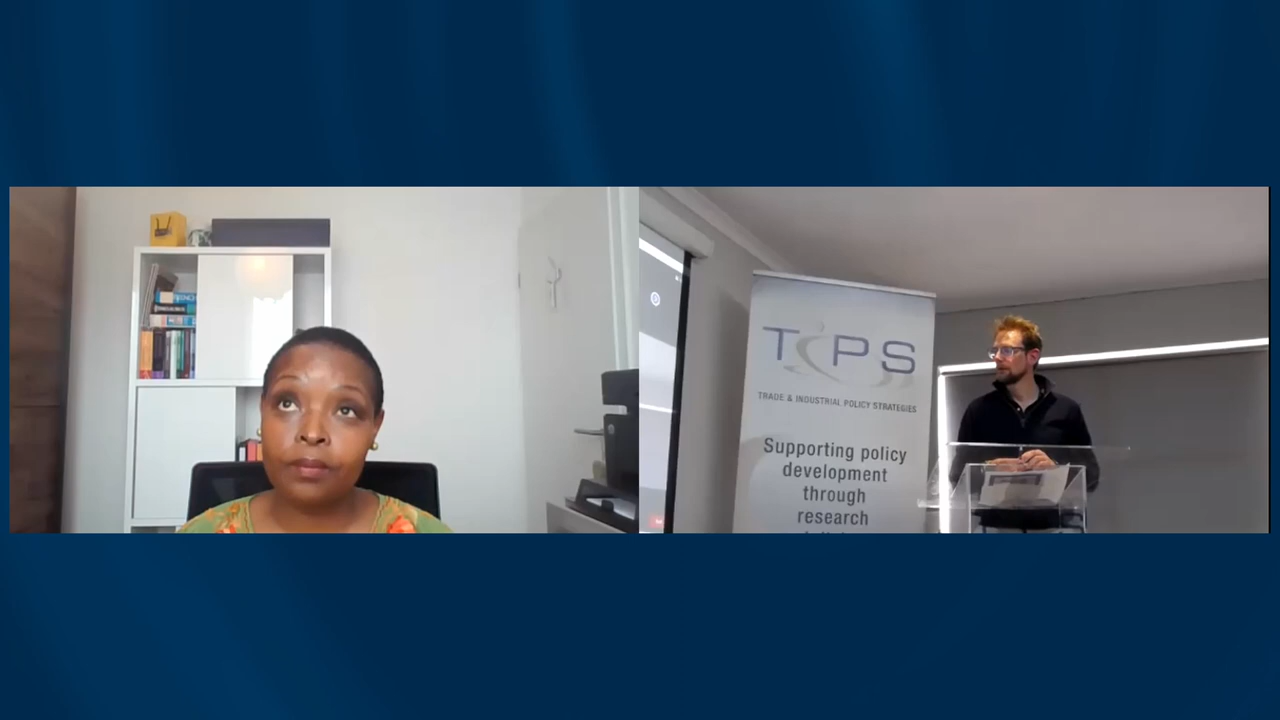 TiPS
TRADE & INDUSTRIAL POLICY STRATEGIES
Supporting policy
development
through
research